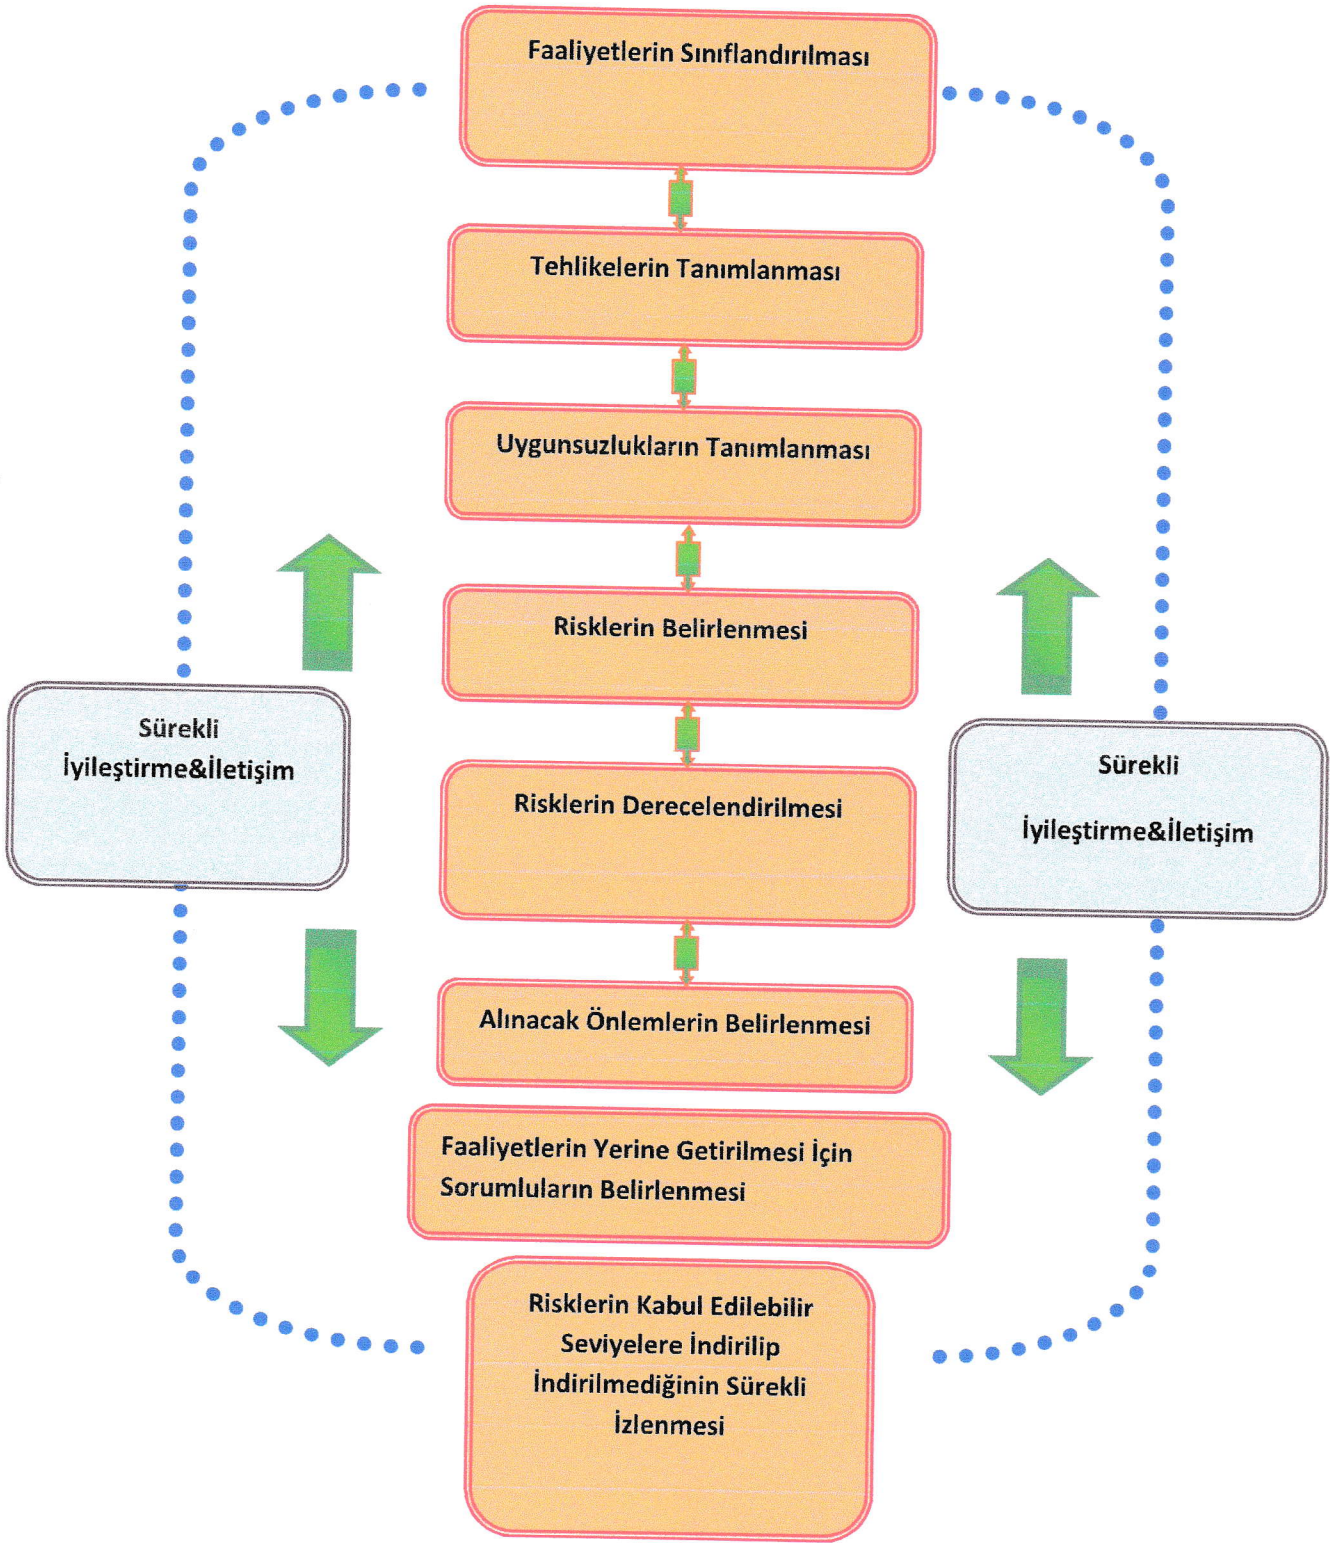 Faaliyetlerin Sınıflandırılması
Tehlikelerin Tanımlanması
Uygunsuzlukların Tanımlanması
Risklerin Belirlenmesi
Sürekli
İyileştirme&İletişim
Risklerin Derecelendirilmesi
Sürekli
İyileştirme&İletişim
Alınacak Önlemlerin Belirlenmesi
Faaliyetlerin Yerine Getirilmesi İçin
Sorumluların Belirlenmesi
Risklerin Kabul Edilebilir
Seviyelere İndirilip
İndirilmediğinin Sürekli
İzlenmesi